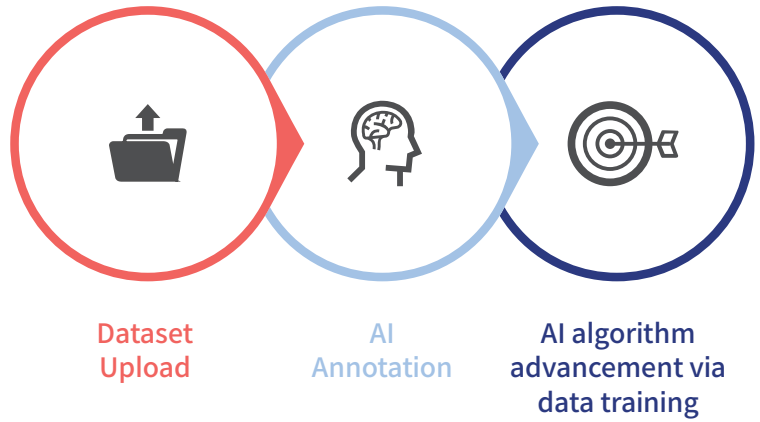 Dataset
Upload
AI
Annotation
AI algorithm
advancement via
data training